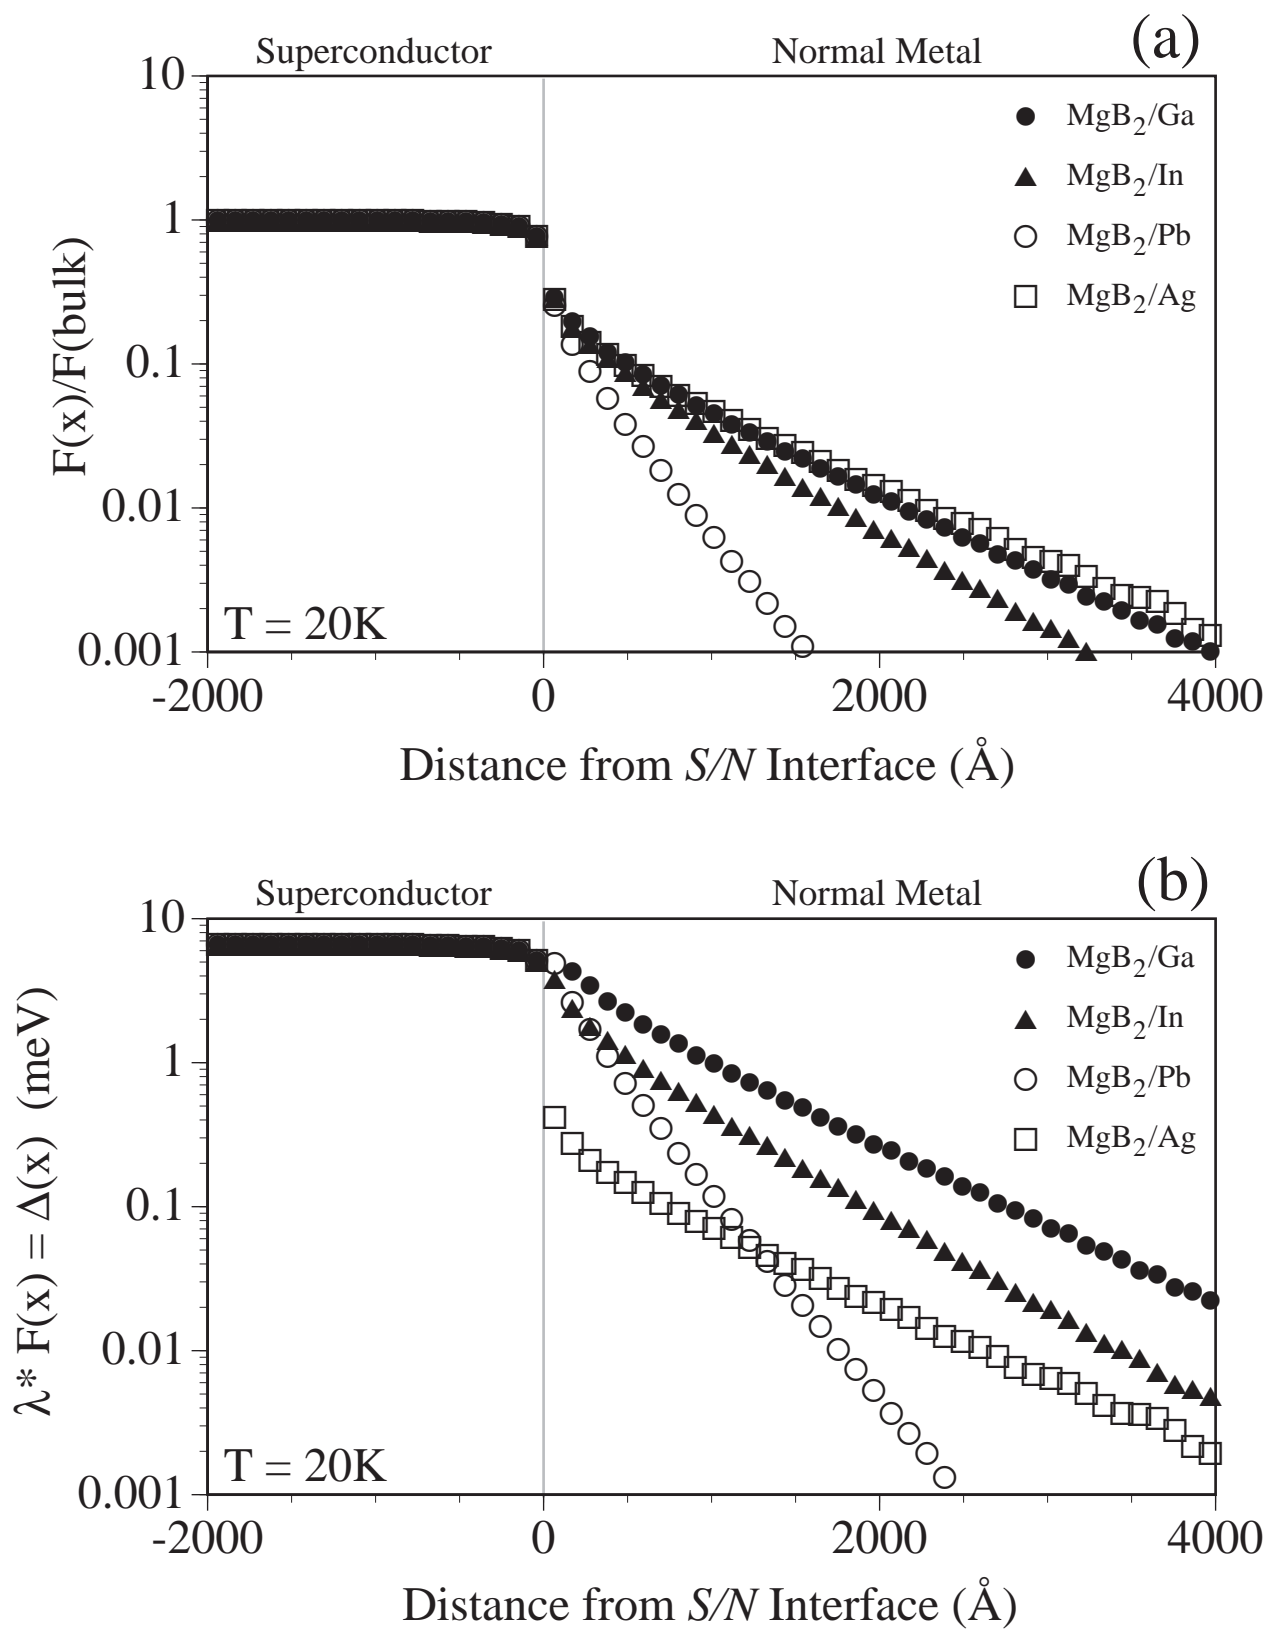 (a)
Superconductor Normal Metal
10
1
0.1
0.01
0.001
F(x)/F(bulk)
MgB2/Ga
MgB2/In
MgB2/Pb
MgB2/Ag
T = 20K
-2000 0 2000 4000
Distance from S/N Interface (Å)
(b)
Superconductor Normal Metal
10
1
0.1
0.01
0.001
λ* F(x) = Δ(x) (meV)
MgB2/Ga
MgB2/In
MgB2/Pb
MgB2/Ag
T = 20K
-2000 0 2000 4000
Distance from S/N Interface (Å)